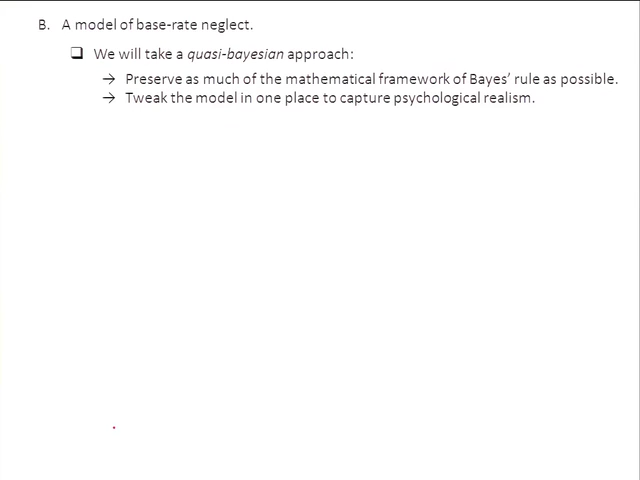 B. A model of base-rate neglect.
❑ We will take a quasi-bayesian approach:
→ Preserve as much of the mathematical framework of Bayes' rule as possible.
→ Tweak the model in one place to capture psychological realism.